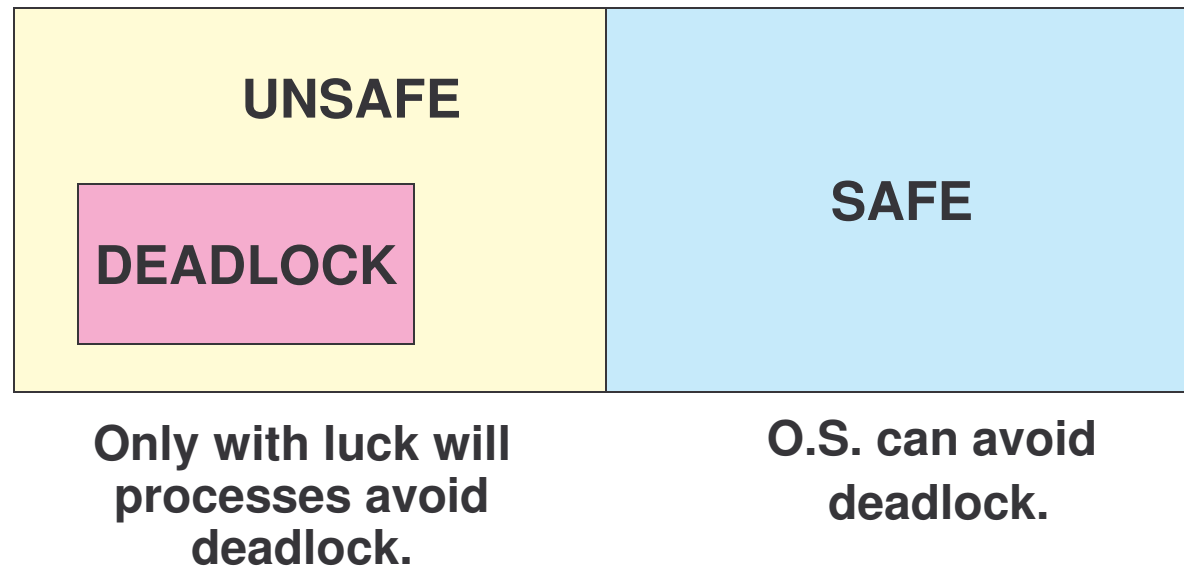 UNSAFE
DEADLOCK
SAFE
Only with luck will
processes avoid
deadlock.
O.S. can avoid
deadlock.